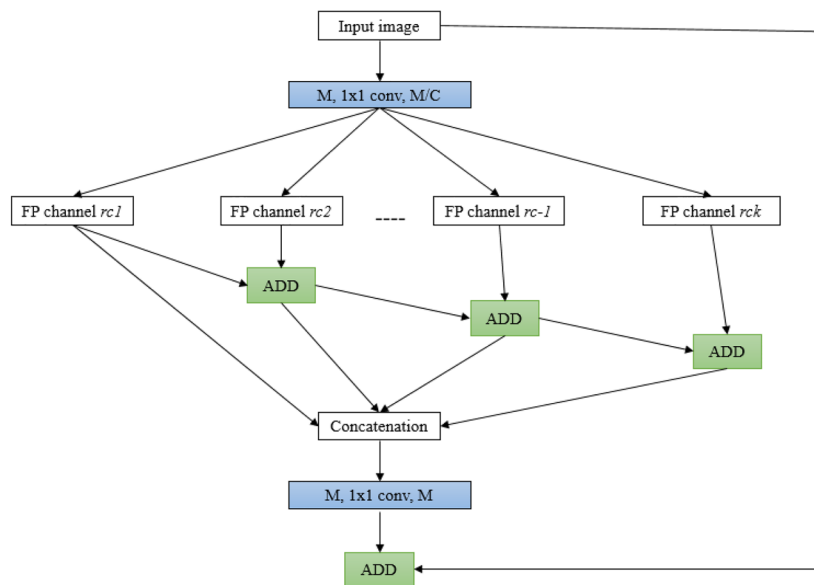 Input image
M, 1x1 conv, M/C
FP channel rc1
FP channel rc2
----
FP channel rc-1
FP channel rck
ADD
ADD
ADD
Concatenation
M, 1x1 conv, M
ADD